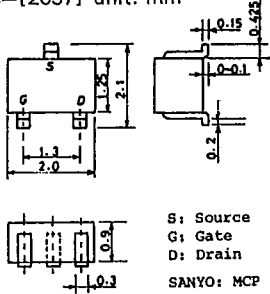 [2057] unit: mm
0.15
0.425
S
1.25
2.1
0~0.1
G D
0.2
1.3
2.0
0.9
0.3
S: Source
G: Gate
D: Drain
SANYO: MCP